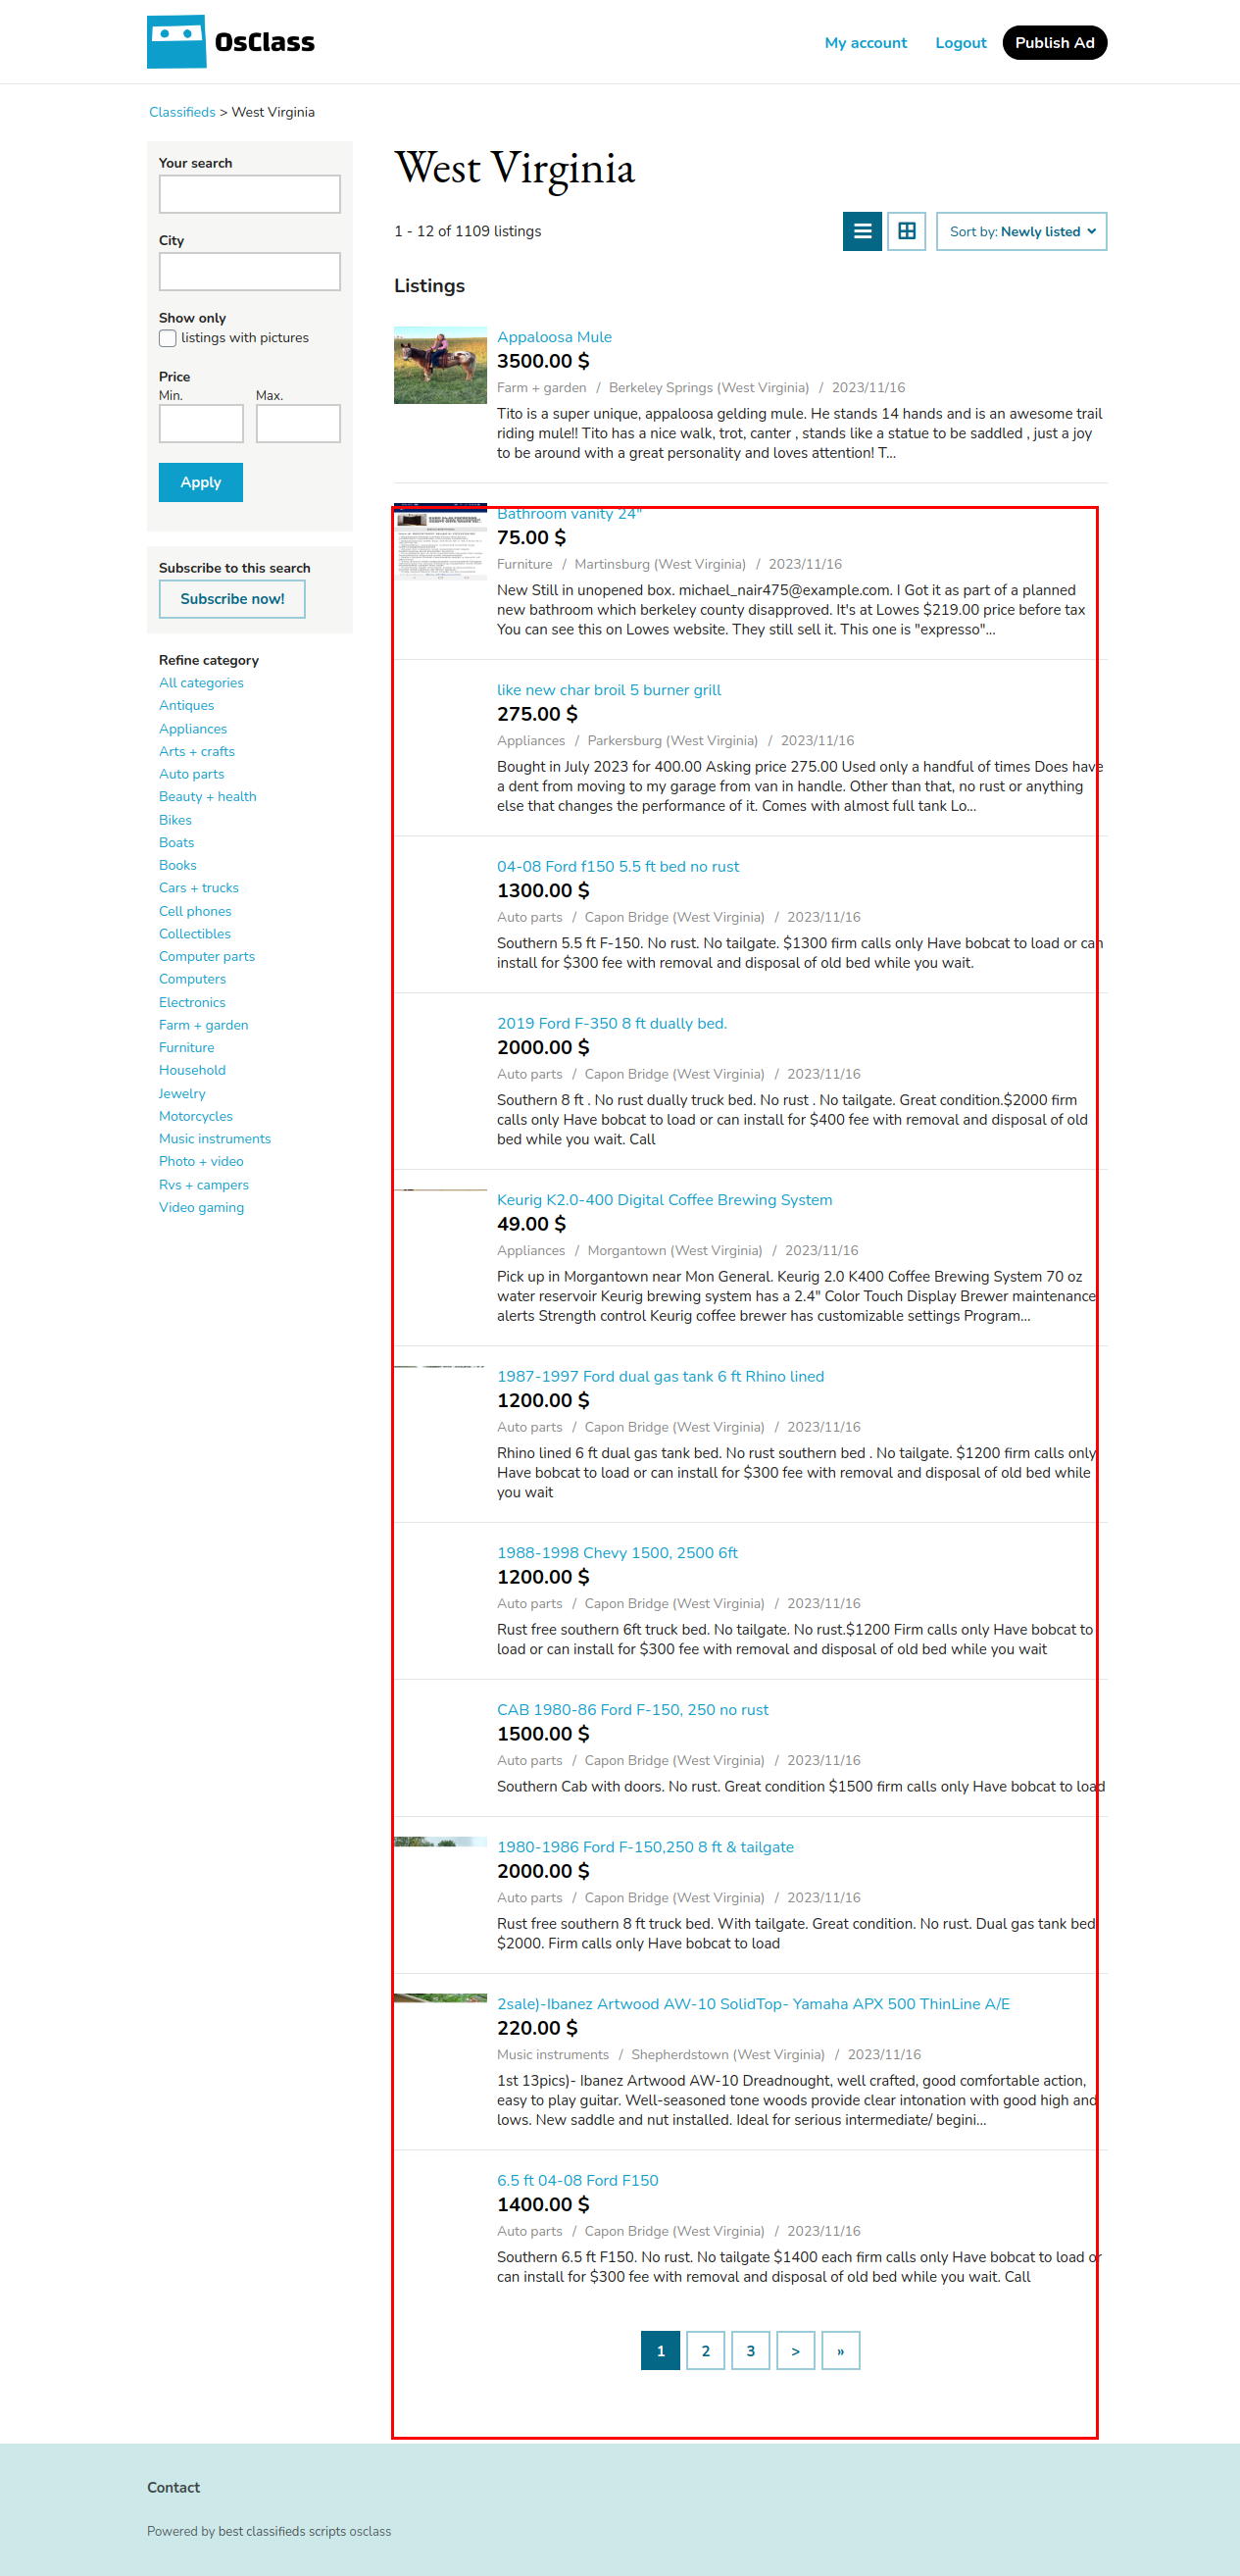 OsClass
My account
Logout
Publish Ad
Classifieds > West Virginia
Your search
City
Show only
listings with pictures
Price
Min.
Max.
Apply
Subscribe to this search
Subscribe now!
Refine category
All categories
Antiques
Appliances
Arts + crafts
Auto parts
Beauty + health
Bikes
Boats
Books
Cars + trucks
Cell phones
Collectibles
Computer parts
Computers
Electronics
Farm + garden
Furniture
Household
Jewelry
Motorcycles
Music instruments
Photo + video
Rvs + campers
Video gaming
West Virginia
1 - 12 of 1109 listings
Sort by: Newly listed
Listings
Appaloosa Mule
3500.00 $
Farm + garden / Berkeley Springs (West Virginia) / 2023/11/16
Tito is a super unique, appaloosa gelding mule. He stands 14 hands and is an awesome trail
riding mule!! Tito has a nice walk, trot, canter , stands like a statue to be saddled , just a joy
to be around with a great personality and loves attention! T...
Bathroom vanity 24"
75.00 $
Furniture / Martinsburg (West Virginia) / 2023/11/16
New Still in unopened box. michael_nair475@example.com. I Got it as part of a planned
new bathroom which berkeley county disapproved. It's at Lowes $219.00 price before tax
You can see this on Lowes website. They still sell it. This one is "expresso"...
like new char broil 5 burner grill
275.00 $
Appliances / Parkersburg (West Virginia) / 2023/11/16
Bought in July 2023 for 400.00 Asking price 275.00 Used only a handful of times Does have
a dent from moving to my garage from van in handle. Other than that, no rust or anything
else that changes the performance of it. Comes with almost full tank Lo...
04-08 Ford f150 5.5 ft bed no rust
1300.00 $
Auto parts / Capon Bridge (West Virginia) / 2023/11/16
Southern 5.5 ft F-150. No rust. No tailgate. $1300 firm calls only Have bobcat to load or can
install for $300 fee with removal and disposal of old bed while you wait.
2019 Ford F-350 8 ft dually bed.
2000.00 $
Auto parts / Capon Bridge (West Virginia) / 2023/11/16
Southern 8 ft . No rust dually truck bed. No rust . No tailgate. Great condition.$2000 firm
calls only Have bobcat to load or can install for $400 fee with removal and disposal of old
bed while you wait. Call
Keurig K2.0-400 Digital Coffee Brewing System
49.00 $
Appliances / Morgantown (West Virginia) / 2023/11/16
Pick up in Morgantown near Mon General. Keurig 2.0 K400 Coffee Brewing System 70 oz
water reservoir Keurig brewing system has a 2.4" Color Touch Display Brewer maintenance
alerts Strength control Keurig coffee brewer has customizable settings Program...
1987-1997 Ford dual gas tank 6 ft Rhino lined
1200.00 $
Auto parts / Capon Bridge (West Virginia) / 2023/11/16
Rhino lined 6 ft dual gas tank bed. No rust southern bed . No tailgate. $1200 firm calls only
Have bobcat to load or can install for $300 fee with removal and disposal of old bed while
you wait
1988-1998 Chevy 1500, 2500 6ft
1200.00 $
Auto parts / Capon Bridge (West Virginia) / 2023/11/16
Rust free southern 6ft truck bed. No tailgate. No rust.$1200 Firm calls only Have bobcat to
load or can install for $300 fee with removal and disposal of old bed while you wait
CAB 1980-86 Ford F-150, 250 no rust
1500.00 $
Auto parts / Capon Bridge (West Virginia) / 2023/11/16
Southern Cab with doors. No rust. Great condition $1500 firm calls only Have bobcat to load
1980-1986 Ford F-150,250 8 ft & tailgate
2000.00 $
Auto parts / Capon Bridge (West Virginia) / 2023/11/16
Rust free southern 8 ft truck bed. With tailgate. Great condition. No rust. Dual gas tank bed
$2000. Firm calls only Have bobcat to load
2sale)-Ibanez Artwood AW-10 SolidTop- Yamaha APX 500 ThinLine A/E
220.00 $
Music instruments / Shepherdstown (West Virginia) / 2023/11/16
1st 13pics)- Ibanez Artwood AW-10 Dreadnought, well crafted, good comfortable action,
easy to play guitar. Well-seasoned tone woods provide clear intonation with good high and
lows. New saddle and nut installed. Ideal for serious intermediate/ begini...
6.5 ft 04-08 Ford F150
1400.00 $
Auto parts / Capon Bridge (West Virginia) / 2023/11/16
Southern 6.5 ft F150. No rust. No tailgate $1400 each firm calls only Have bobcat to load or
can install for $300 fee with removal and disposal of old bed while you wait. Call
1 2 3 > »
Contact
Powered by best classifieds scripts osclass